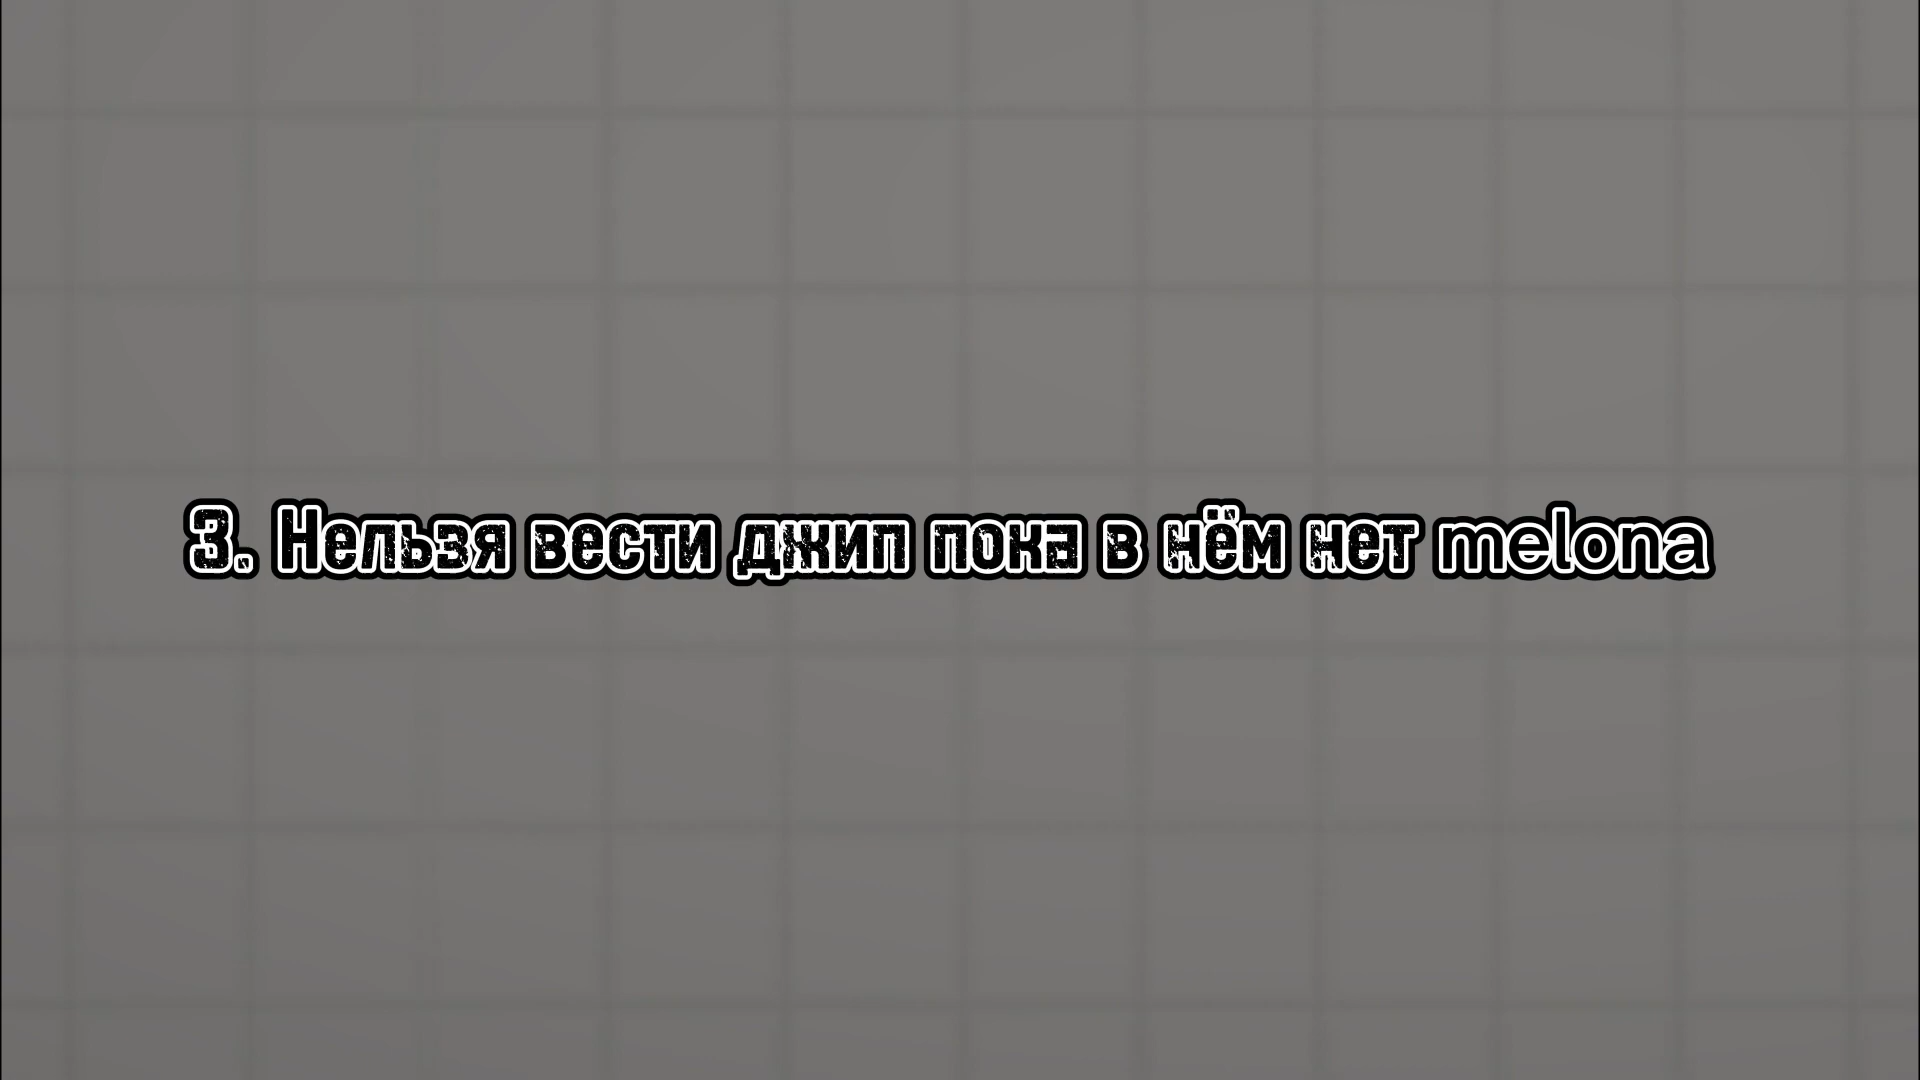 3. Нельзя вести джип пока в нём нет melona